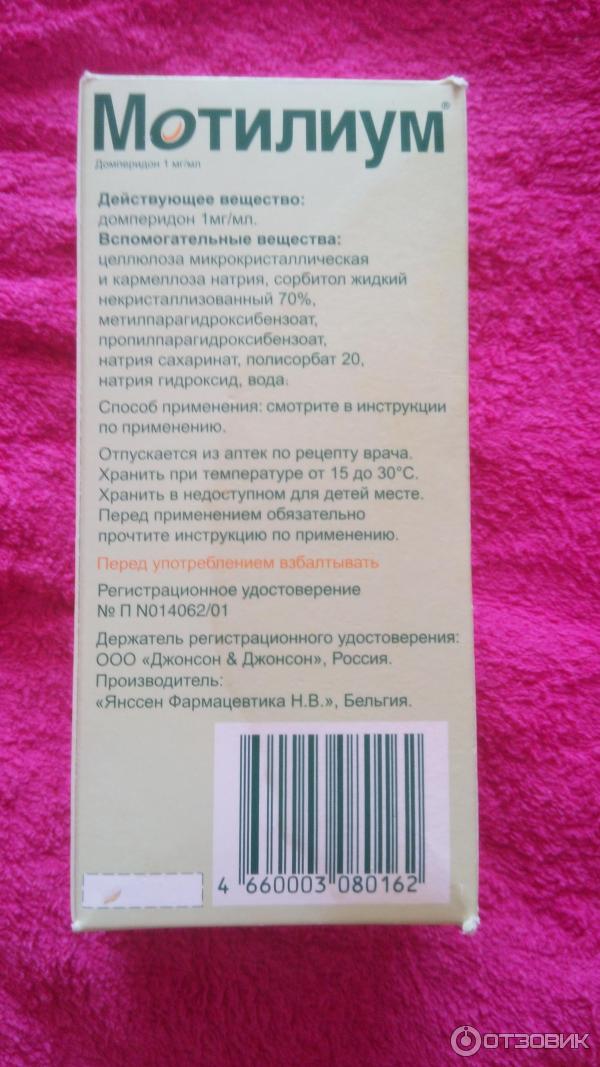 Мотилиум®
Домперидон 1 мг/мл
Действующее вещество:
домперидон 1мг/мл.
Вспомогательные вещества:
целлюлоза микрокристаллическая
и кармеллоза натрия, сорбитол жидкий
некристаллизованный 70%,
метилпарагидроксибензоат,
пропилпарагидроксибензоат,
натрия сахаринат, полисорбат 20,
натрия гидроксид, вода.
Способ применения: смотрите в инструкции
по применению.
Отпускается из аптек по рецепту врача.
Хранить при температуре от 15 до 30°С.
Хранить в недоступном для детей месте.
Перед применением обязательно
прочтите инструкцию по применению.
Перед употреблением взбалтывать
Регистрационное удостоверение
№ П N014062/01
Держатель регистрационного удостоверения:
ООО «Джонсон & Джонсон», Россия.
Производитель:
«Янссен Фармацевтика Н.В.», Бельгия.
4 660003 080162
ОТЗОВИК